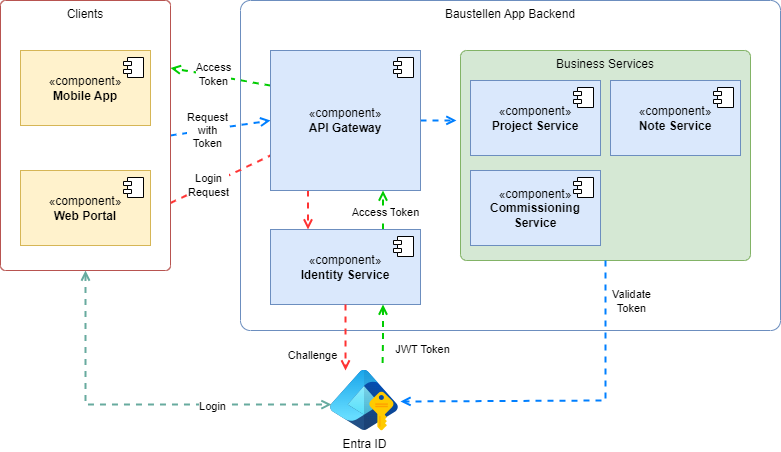 Clients
Baustellen App Backend
«component»
Mobile App
Access
Token
Request
with
Token
Login
Request
«component»
Web Portal
«component»
API Gateway
Access Token
«component»
Identity Service
Business Services
«component»
Project Service
«component»
Note Service
«component»
Commissioning
Service
Validate
Token
Challenge
JWT Token
Login
Entra ID